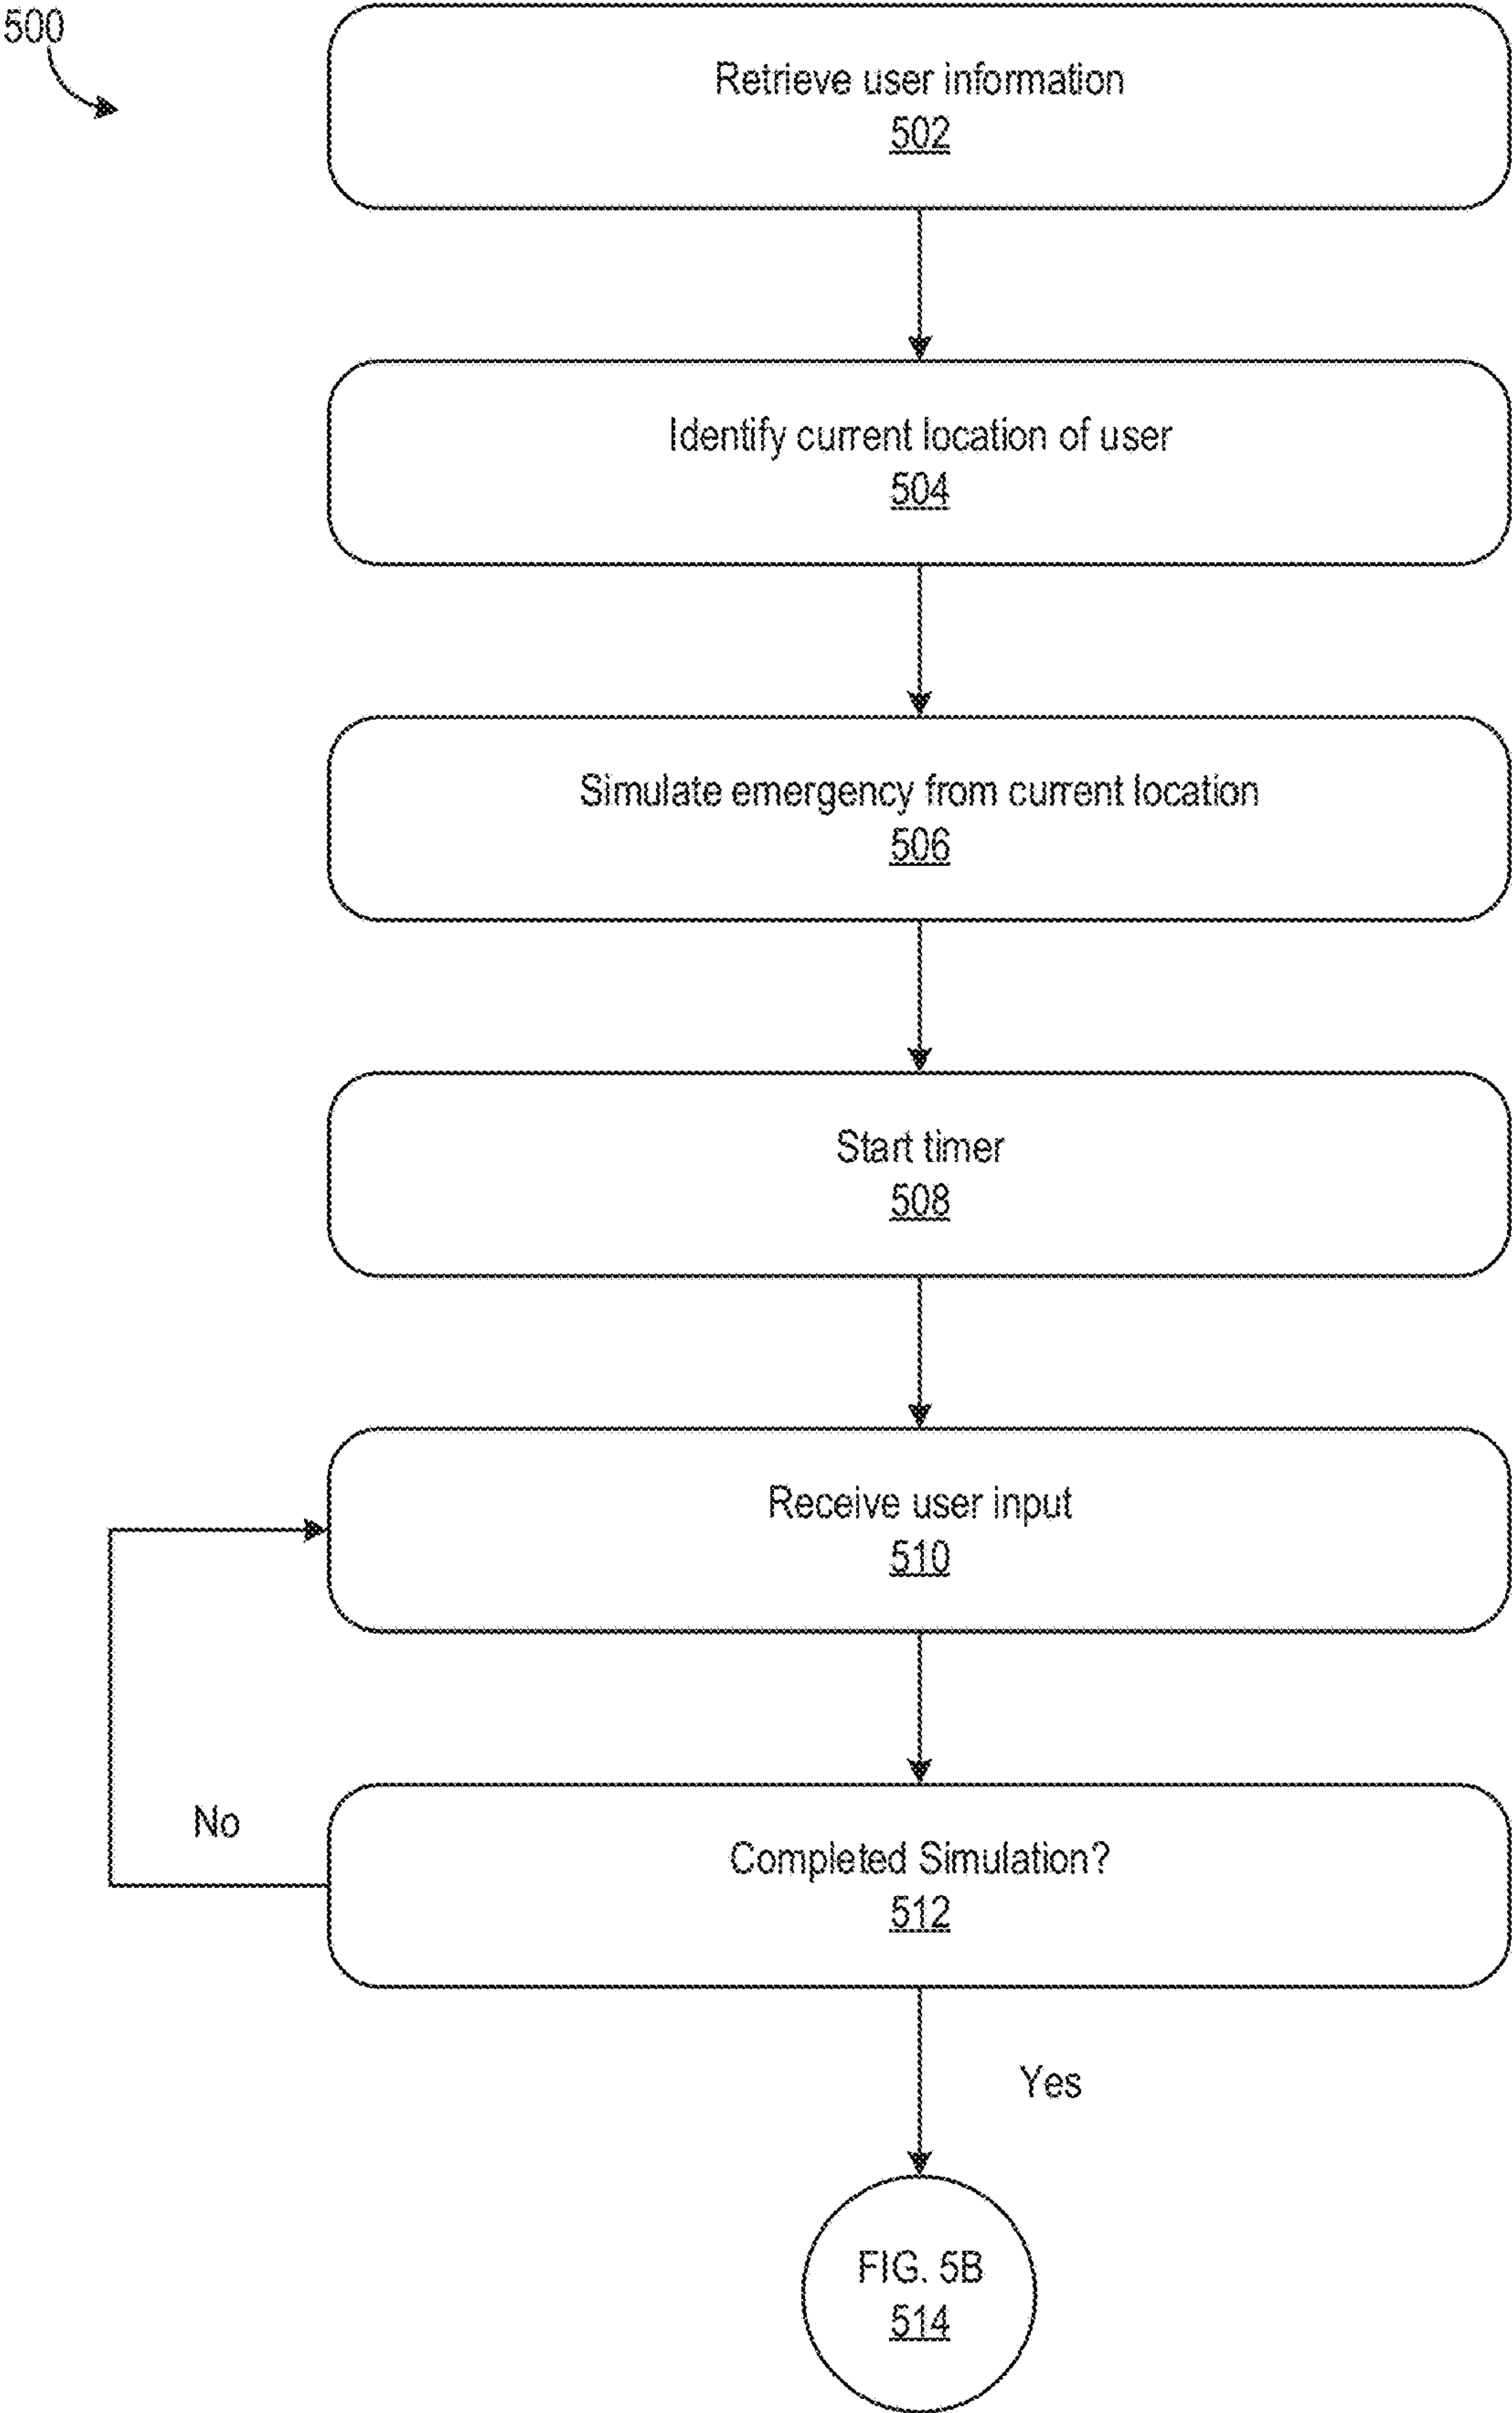 500
Retrieve user information
502
Identify current location of user
504
Simulate emergency from current location
506
Start timer
508
Receive user input
510
No
Completed Simulation?
512
Yes
FIG. 5B
514